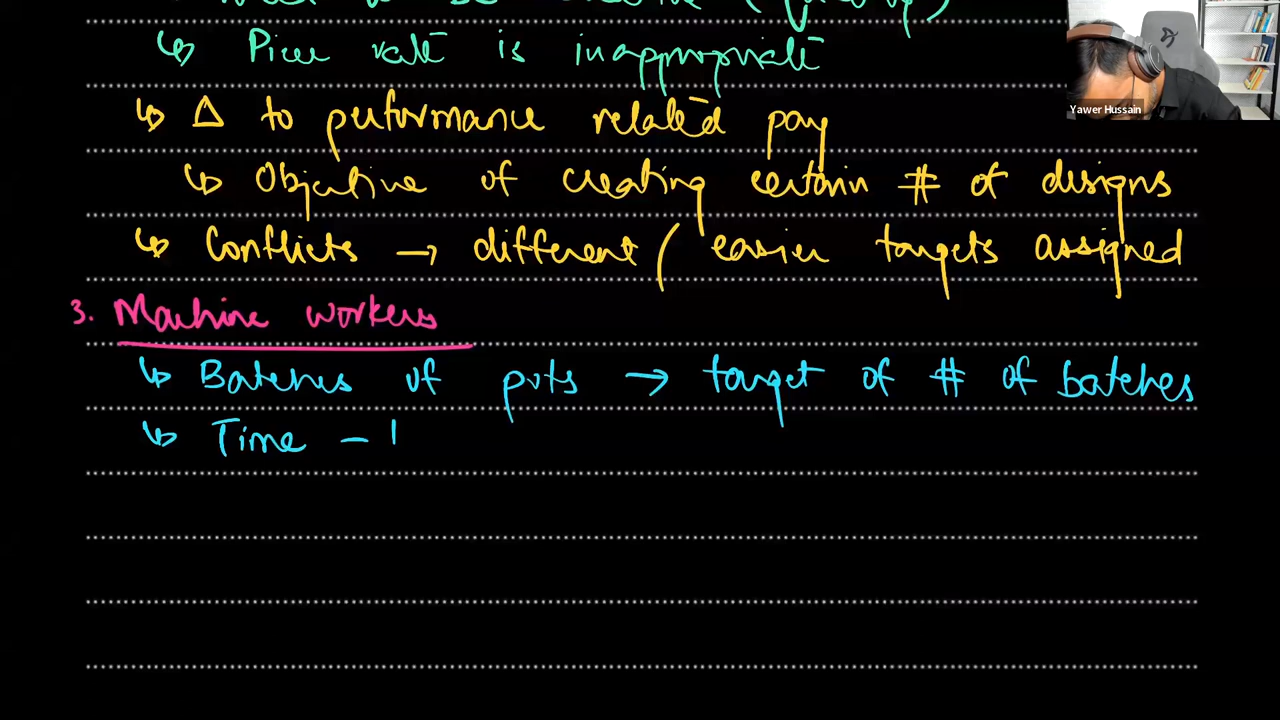 ↳ Piece rate is inappropriate
Yawer Hussain
↳ Δ to performance related pay
↳ Objective of creating certain # of designs
↳ Conflicts → different / easier targets assigned
3. Machine workers
↳ Batches of pots → target of # of batches
↳ Time –